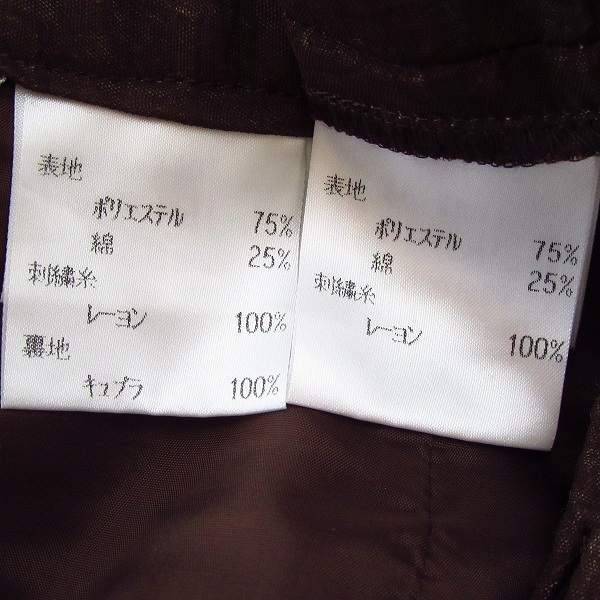 表地
ポリエステル 75%
綿 25%
刺繍糸
レーヨン 100%
裏地
キュプラ 100%
表地
ポリエステル 75%
綿 25%
刺繍糸
レーヨン 100%